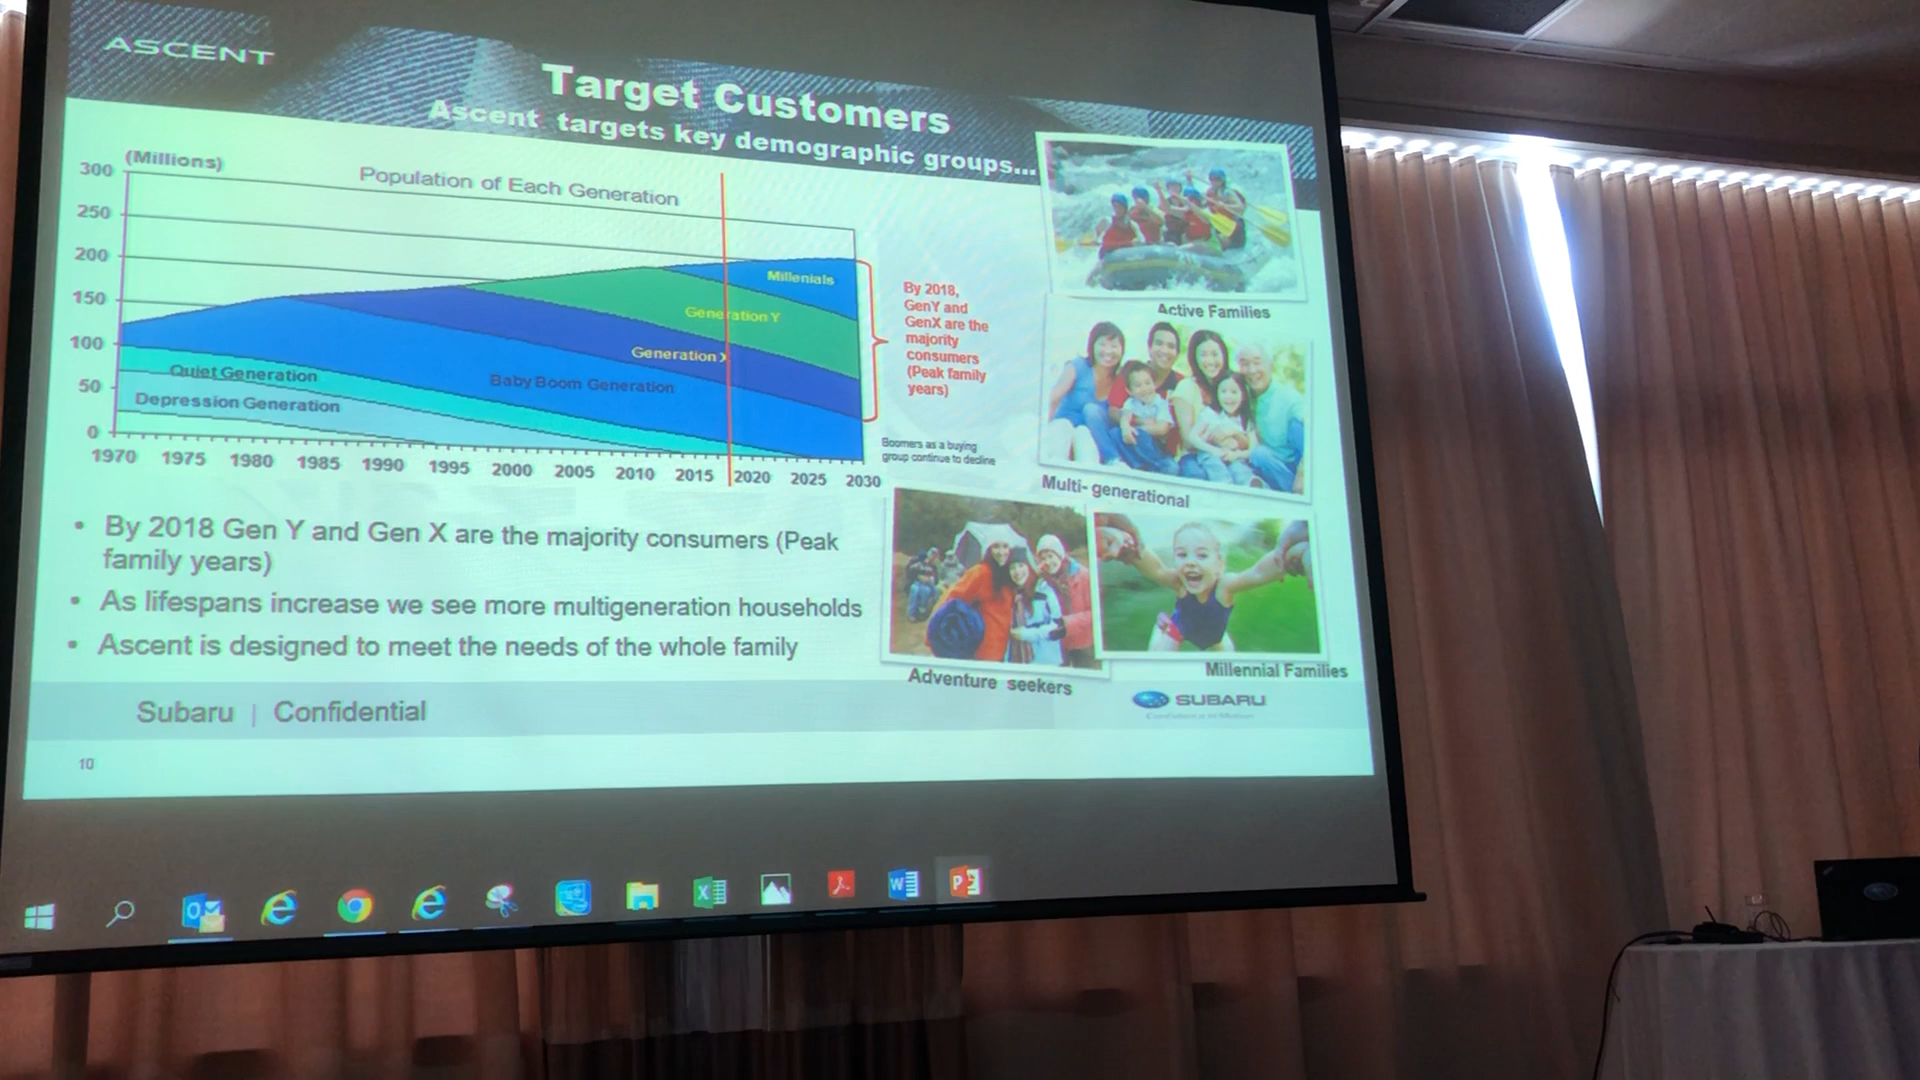 ASCENT
Target Customers
Ascent targets key demographic groups...
(Millions)
Population of Each Generation
300
250
200
150
100
50
0
Millenials
Generation Y
Generation X
Baby Boom Generation
Quiet Generation
Depression Generation
1970 1975 1980 1985 1990 1995 2000 2005 2010 2015 2020 2025 2030
By 2018,
GenY and
GenX are the
majority
consumers
(Peak family
years)
Boomers as a buying
group continue to decline
Active Families
Multi- generational
Adventure seekers
Millennial Families
• By 2018 Gen Y and Gen X are the majority consumers (Peak
family years)
• As lifespans increase we see more multigeneration households
• Ascent is designed to meet the needs of the whole family
Subaru | Confidential
SUBARU
Confidence in Motion
10